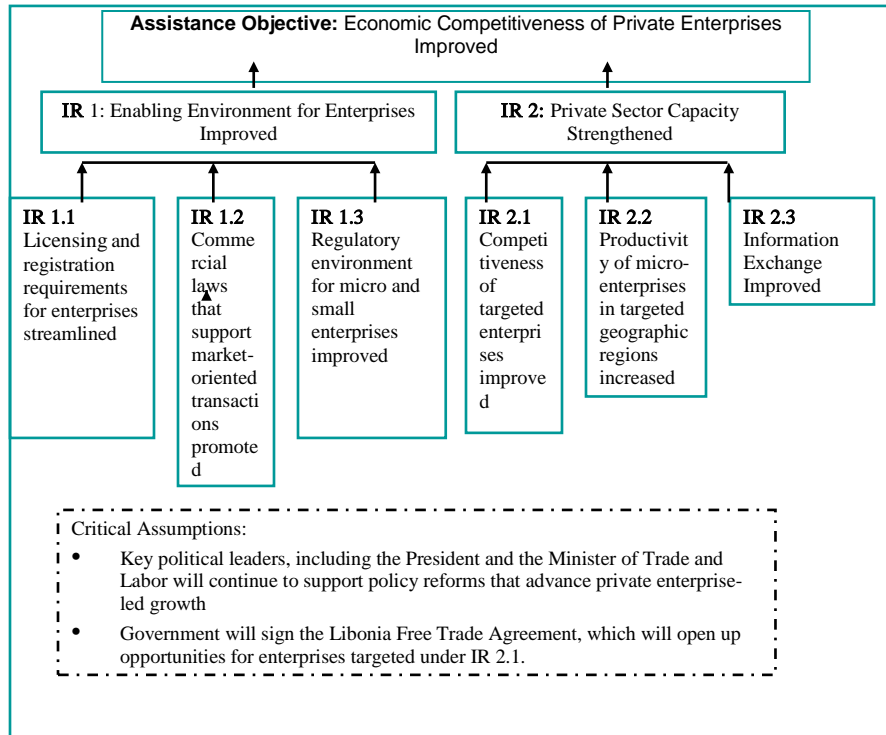 Assistance Objective: Economic Competitiveness of Private Enterprises
Improved
IR 1: Enabling Environment for Enterprises
Improved
IR 2: Private Sector Capacity
Strengthened
IR 1.1
Licensing and
registration
requirements
for enterprises
streamlined
IR 1.2
Comme
rcial
laws
that
support
market-
oriented
transacti
ons
promote
d
IR 1.3
Regulatory
environment
for micro and
small
enterprises
improved
IR 2.1
Competi
tiveness
of
targeted
enterpri
ses
improve
d
IR 2.2
Productivit
y of micro-
enterprises
in targeted
geographic
regions
increased
IR 2.3
Information
Exchange
Improved
Critical Assumptions:
• Key political leaders, including the President and the Minister of Trade and
Labor will continue to support policy reforms that advance private enterprise-
led growth
• Government will sign the Libonia Free Trade Agreement, which will open up
opportunities for enterprises targeted under IR 2.1.